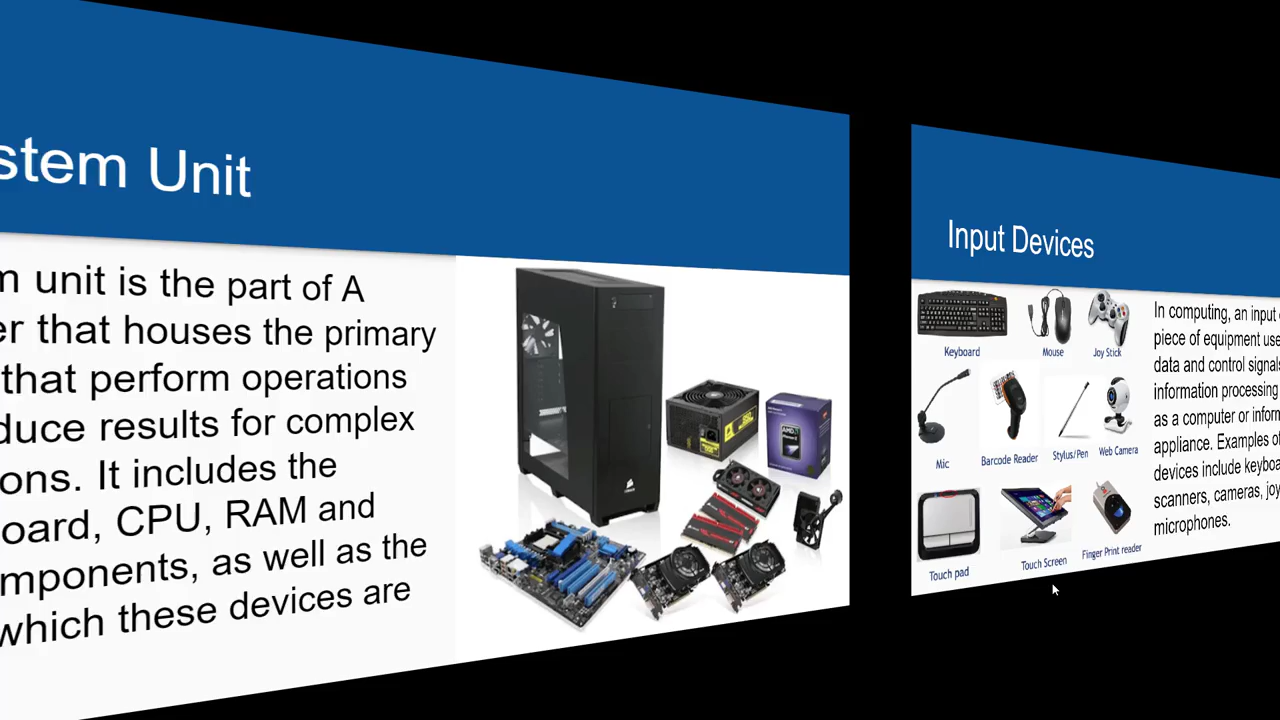 stem Unit
m unit is the part of A
er that houses the primary
that perform operations
duce results for complex
ons. It includes the
oard, CPU, RAM and
mponents, as well as the
which these devices are
Input Devices
Keyboard
Mouse
Joy Stick
Mic
Barcode Reader
Stylus/Pen
Web Camera
Touch pad
Touch Screen
Finger Print reader
In computing, an input
piece of equipment use
data and control signals
information processing
as a computer or inform
appliance. Examples of
devices include keyboa
scanners, cameras, joy
microphones.
AMD